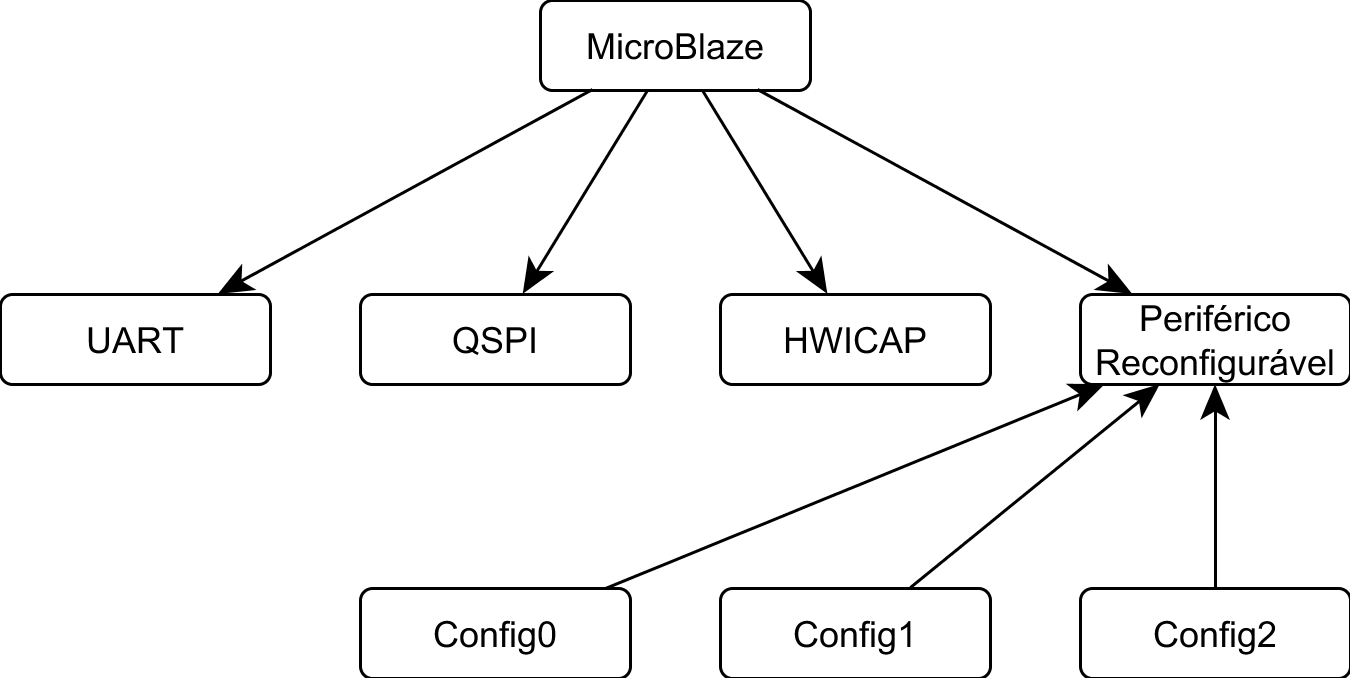 MicroBlaze
UART
QSPI
HWICAP
Periférico
Reconfigurável
Config0
Config1
Config2